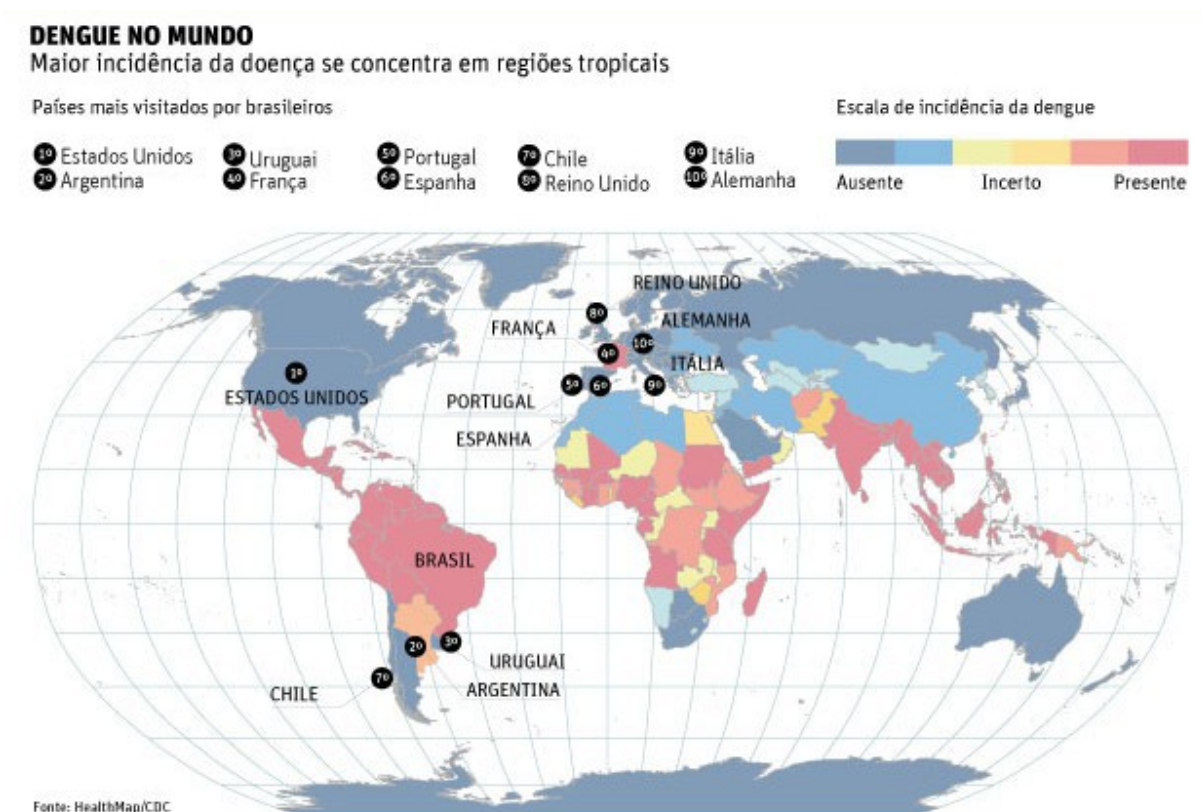 DENGUE NO MUNDO
Maior incidência da doença se concentra em regiões tropicais
Países mais visitados por brasileiros
1º Estados Unidos
2º Argentina
3º Uruguai
4º França
5º Portugal
6º Espanha
7º Chile
8º Reino Unido
9º Itália
10º Alemanha
Escala de incidência da dengue
Ausente Incerto Presente
REINO UNIDO
8º
FRANÇA
ALEMANHA
10º
4º
ITÁLIA
1º
5º 6º 9º
ESTADOS UNIDOS
PORTUGAL
ESPANHA
BRASIL
2º 3º
URUGUAI
7º
ARGENTINA
CHILE
Fonte: HealthMap/CDC